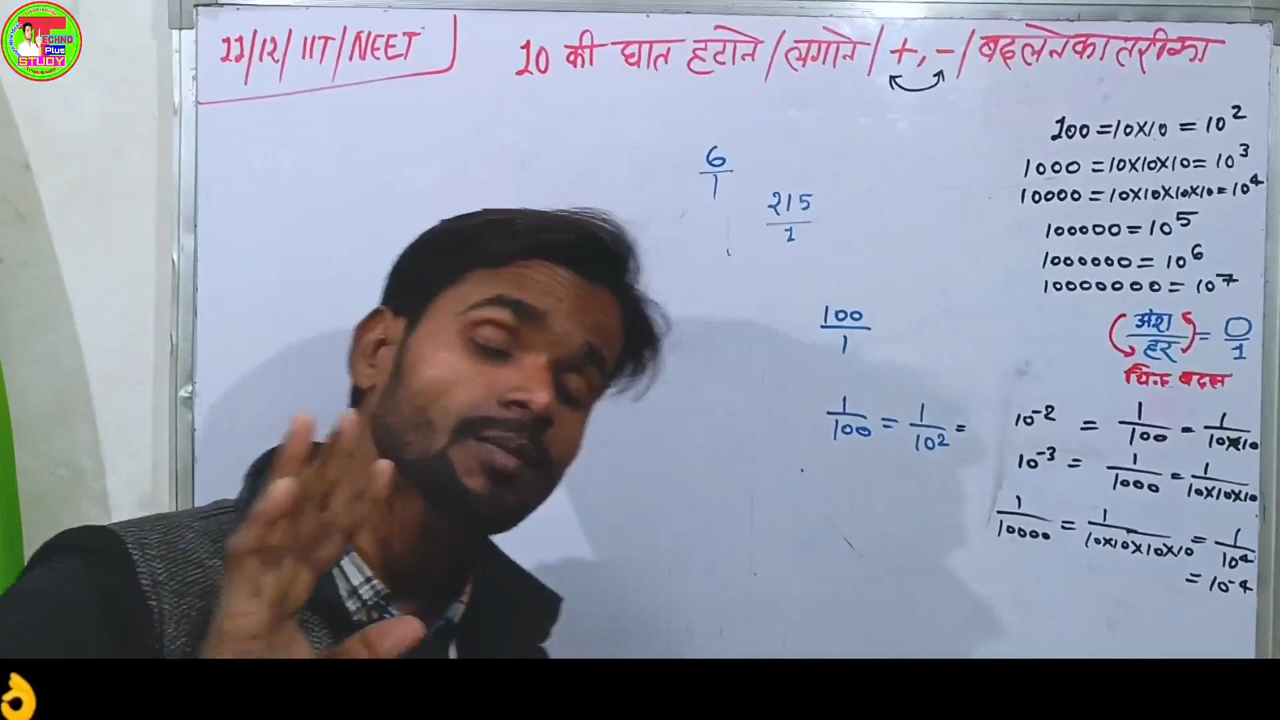 TECHNO
Plus
STUDY
11/12/ IIT/NEET
10 की घात हटाने/लगाने/+,-/बदलने का तरीका
6/1
215/1
100/1
1/100 = 1/10² =
100 = 10×10 = 10²
1000 = 10×10×10 = 10³
10000 = 10×10×10×10 = 10⁴
100000 = 10⁵
1000000 = 10⁶
10000000 = 10⁷
अंश/हर = 0/1
चिन्ह बदल
10⁻² = 1/100 = 1/10×10
10⁻³ = 1/1000 = 1/10×10×10
1/10000 = 1/10×10×10×10 = 1/10⁴
= 10⁻⁴